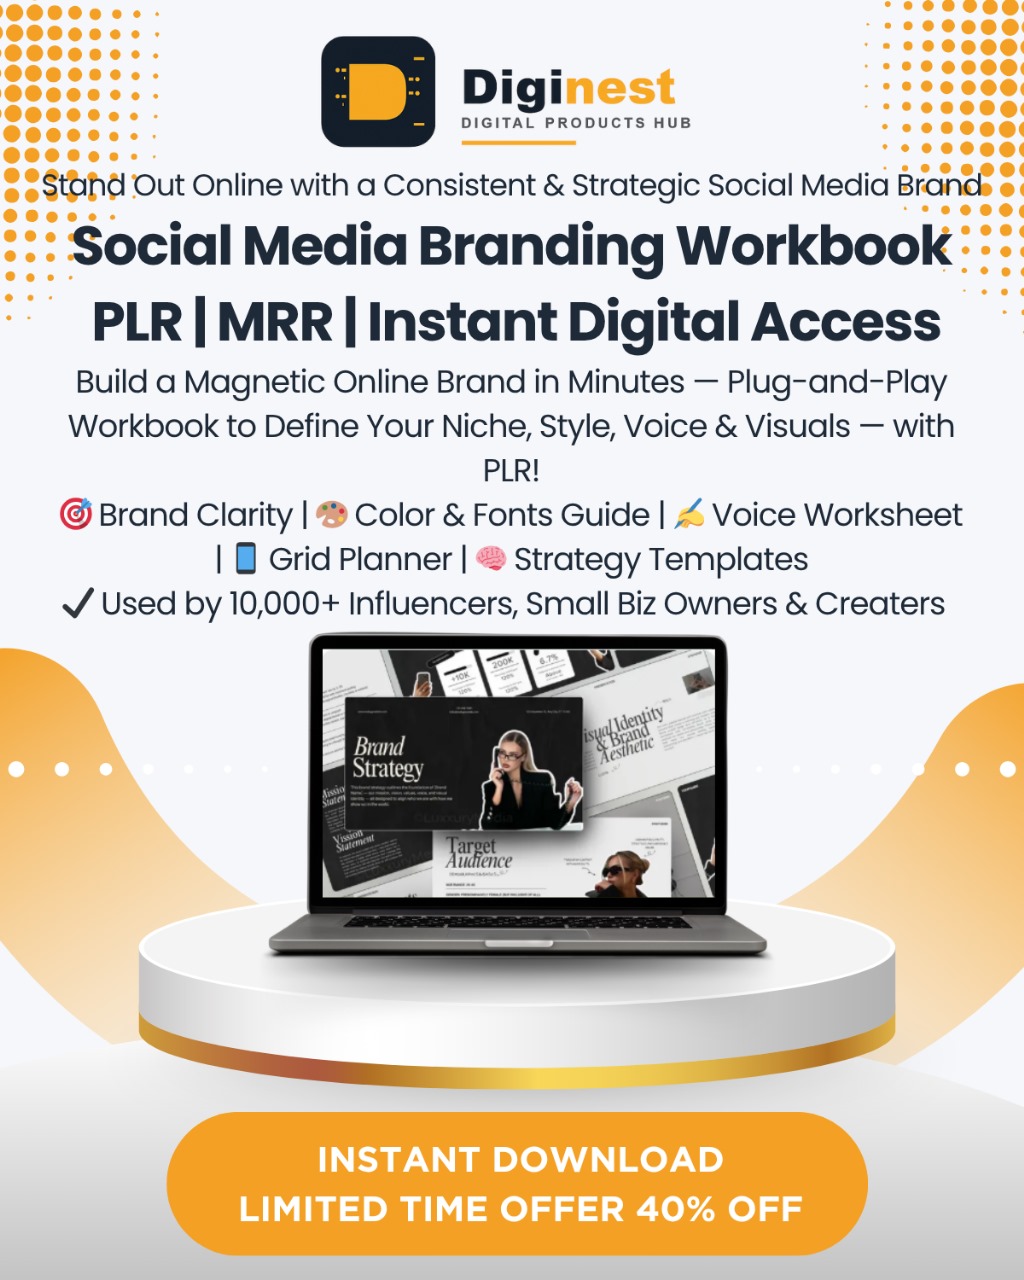 Diginest
DIGITAL PRODUCTS HUB
Stand Out Online with a Consistent & Strategic Social Media Brand
Social Media Branding Workbook
PLR | MRR | Instant Digital Access
Build a Magnetic Online Brand in Minutes — Plug-and-Play
Workbook to Define Your Niche, Style, Voice & Visuals — with
PLR!
🎯 Brand Clarity | 🎨 Color & Fonts Guide | ✍️ Voice Worksheet
| 📱 Grid Planner | 🧠 Strategy Templates
✔ Used by 10,000+ Influencers, Small Biz Owners & Creaters
+10K
200K
6.7%
Brand
Strategy
Visual Identity
& Brand
Aesthetic
Vission
Statement
Target
Audience
INSTANT DOWNLOAD
LIMITED TIME OFFER 40% OFF